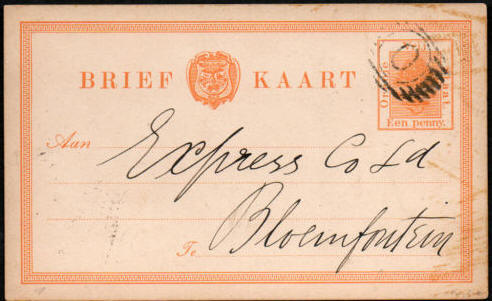 BRIEF KAART
Een penny.
Aan Express Co Ld
Te Bloemfontein